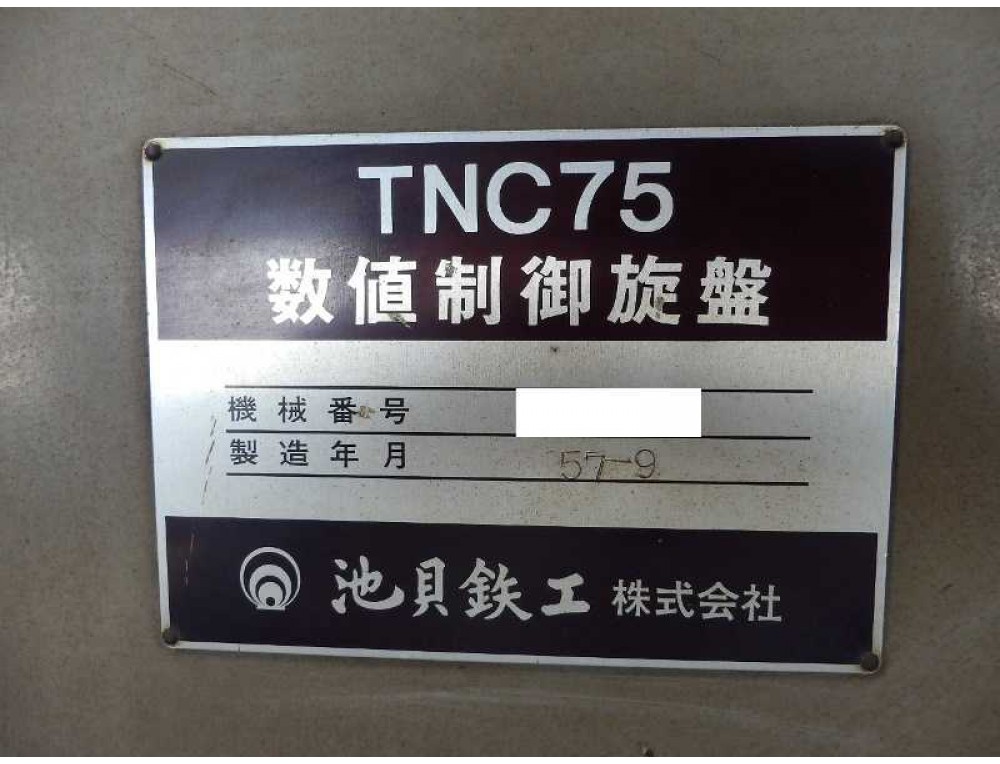 TNC75
数値制御旋盤
機械番号
製造年月 57-9
池貝鉄工株式会社